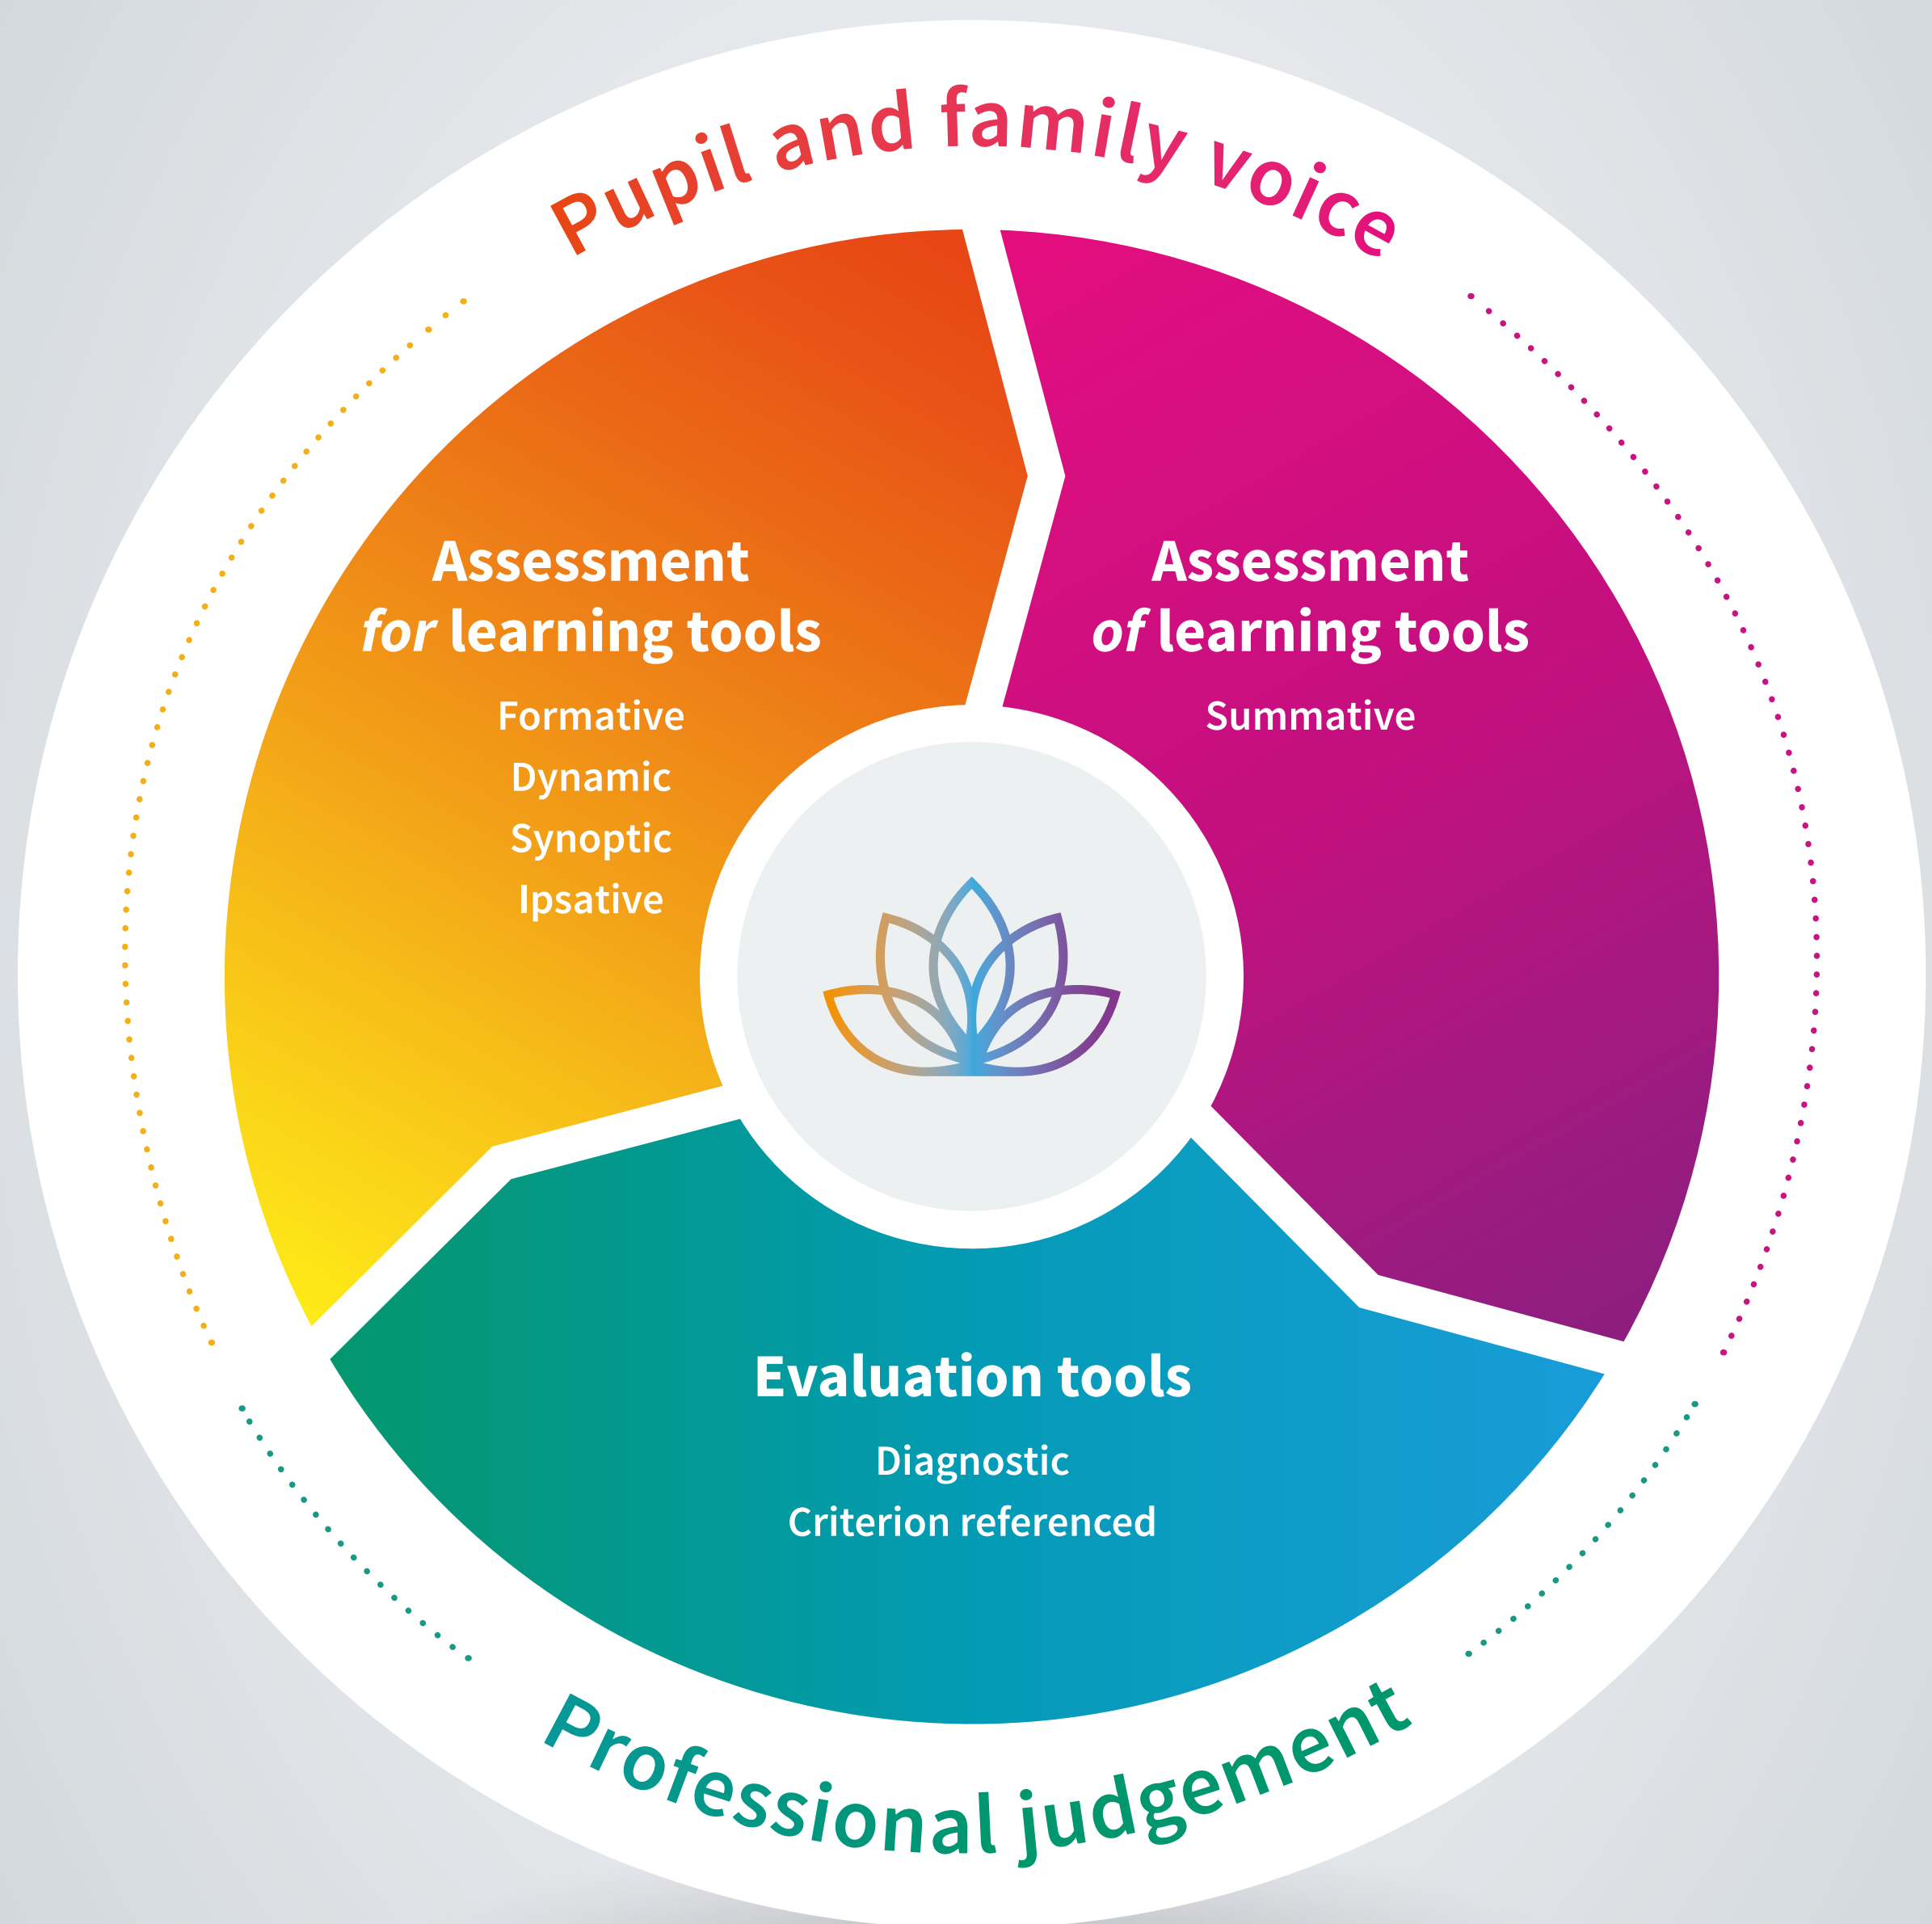 Pupil and family voice
Assessment
for learning tools
Formative
Dynamic
Synoptic
Ipsative
Assessment
of learning tools
Summative
Evaluation tools
Diagnostic
Criterion referenced
Professional judgement